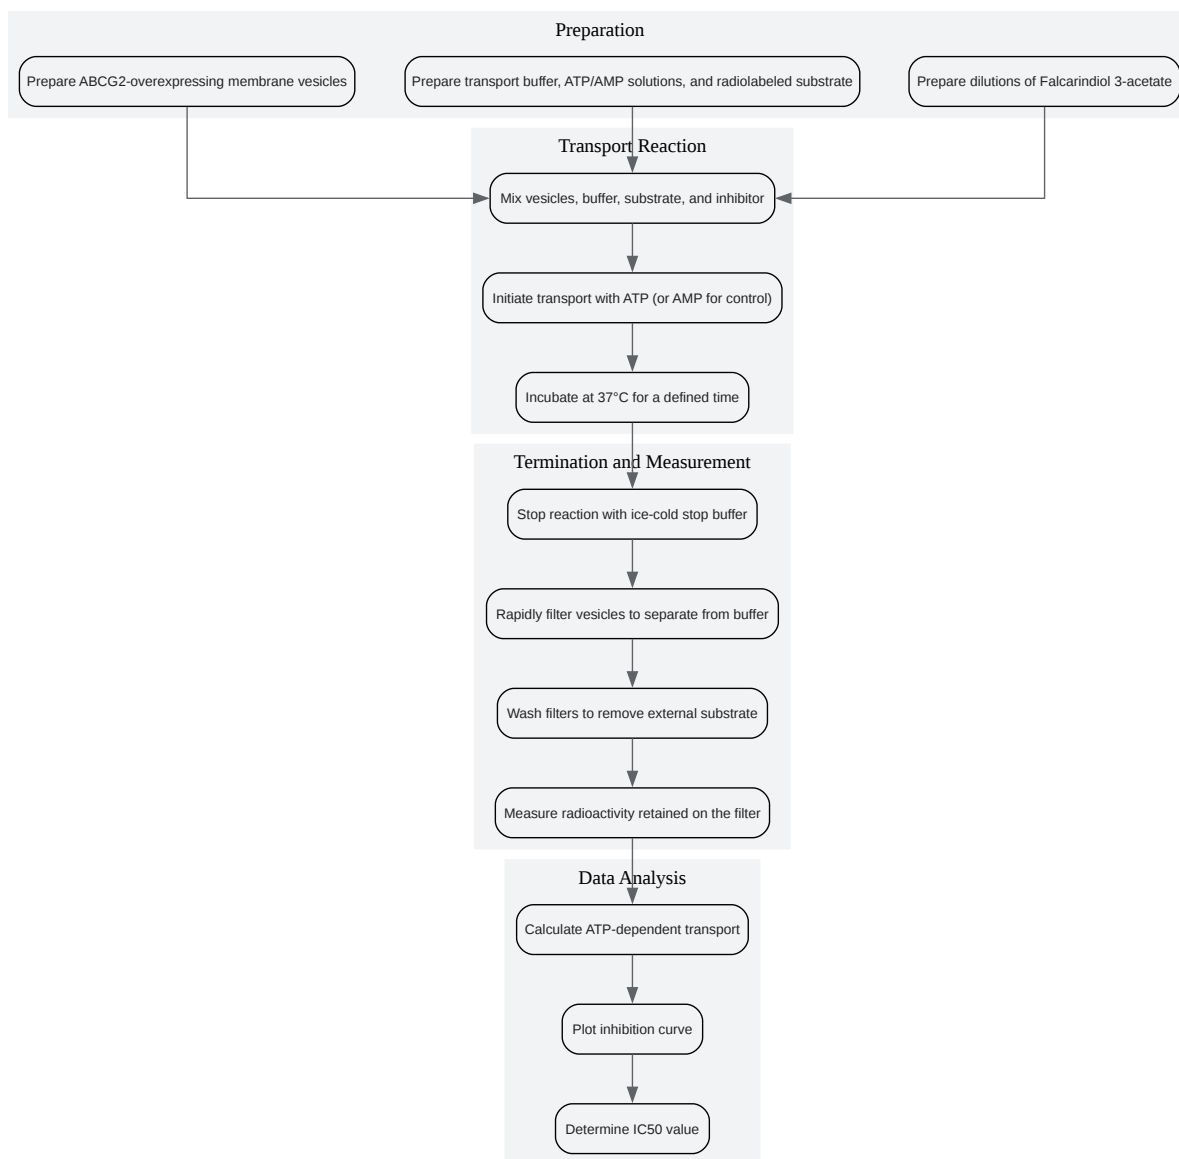 Preparation
Prepare ABCG2-overexpressing membrane vesicles
Prepare transport buffer, ATP/AMP solutions, and radiolabeled substrate
Prepare dilutions of Falcarindiol 3-acetate
Transport Reaction
Mix vesicles, buffer, substrate, and inhibitor
Initiate transport with ATP (or AMP for control)
Incubate at 37°C for a defined time
Termination and Measurement
Stop reaction with ice-cold stop buffer
Rapidly filter vesicles to separate from buffer
Wash filters to remove external substrate
Measure radioactivity retained on the filter
Data Analysis
Calculate ATP-dependent transport
Plot inhibition curve
Determine IC50 value